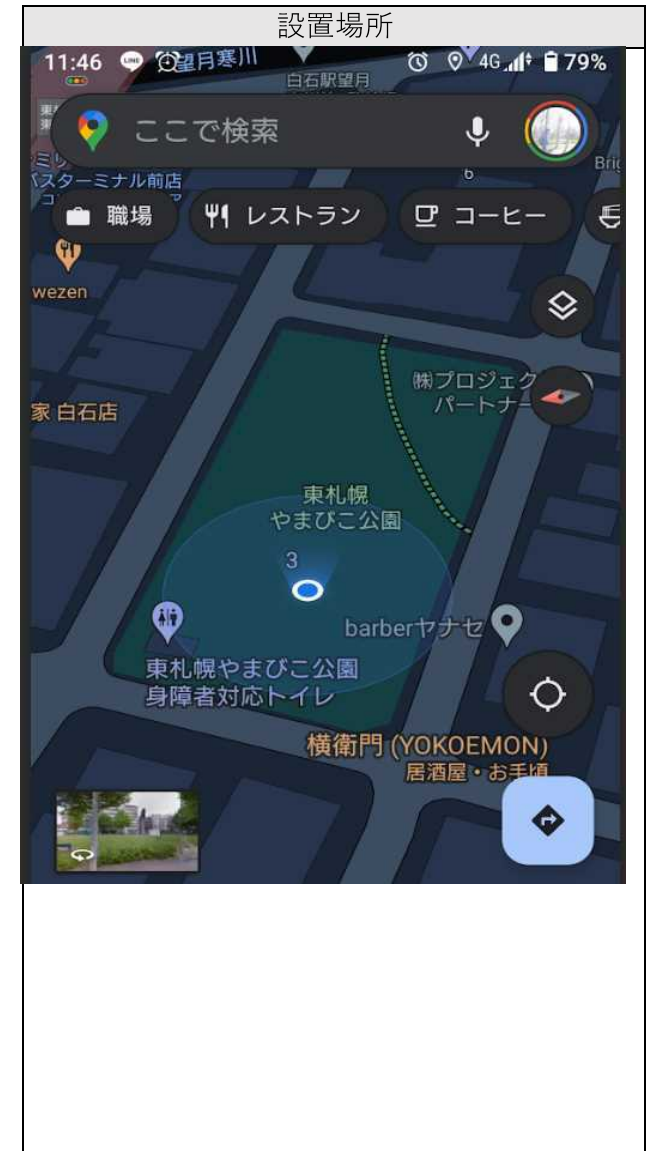 設置場所
11:46
4G
79%
望月寒川
白石駅望月
ここで検索
6
Bri
バスターミナル前店
職場
レストラン
コーヒー
wezen
㈱プロジェク
パートナー
家 白石店
東札幌
やまびこ公園
3
barberヤナセ
東札幌やまびこ公園
身障者対応トイレ
横衛門 (YOKOEMON)
居酒屋・お手頃